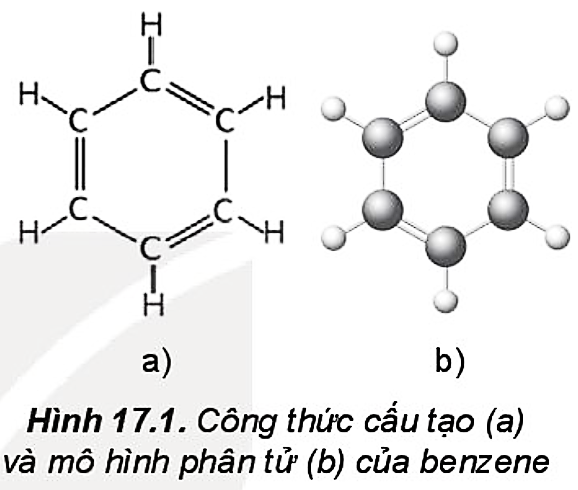 H
H C H
C C
C C
H C H
H
a) b)
Hình 17.1. Công thức cấu tạo (a)
và mô hình phân tử (b) của benzene